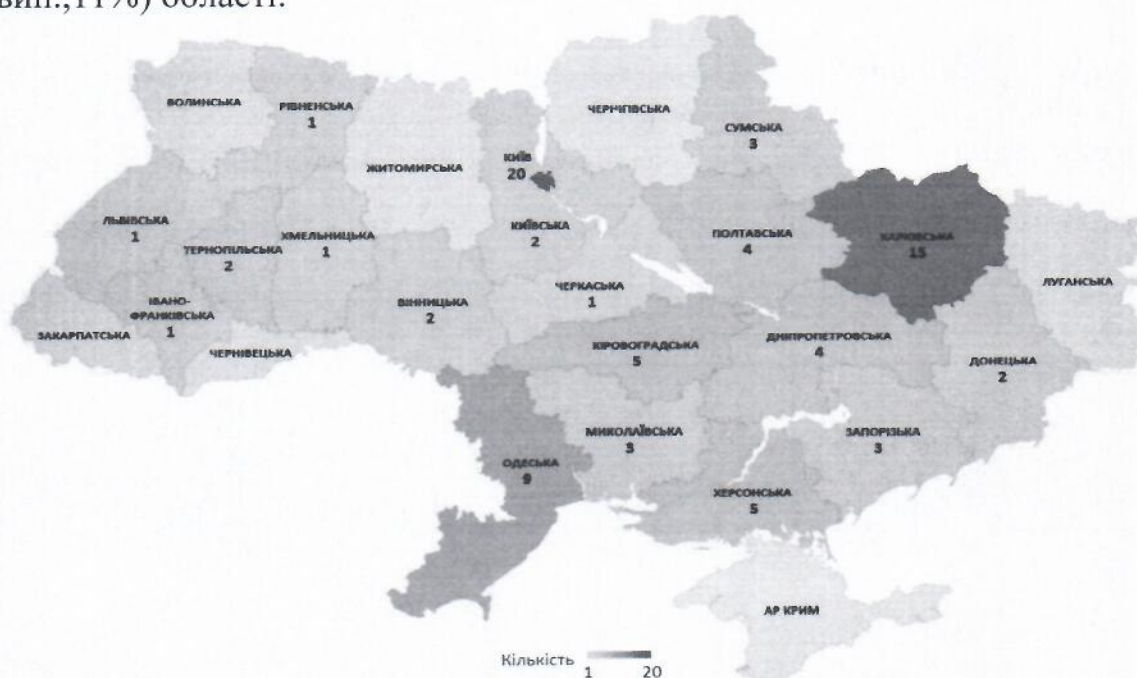 вип.,11%) області.
ВОЛИНСЬКА
РІВНЕНСЬКА
1
ЖИТОМИРСЬКА
КИЇВ
20
ЧЕРНІГІВСЬКА
СУМСЬКА
3
ЛЬВІВСЬКА
1
ТЕРНОПІЛЬСЬКА
2
ХМЕЛЬНИЦЬКА
1
КИЇВСЬКА
2
ПОЛТАВСЬКА
4
ХАРКІВСЬКА
15
ЛУГАНСЬКА
ІВАНО-
ФРАНКІВСЬКА
1
ЗАКАРПАТСЬКА
ЧЕРНІВЕЦЬКА
ВІННИЦЬКА
2
ЧЕРКАСЬКА
1
КІРОВОГРАДСЬКА
5
ДНІПРОПЕТРОВСЬКА
4
ДОНЕЦЬКА
2
ОДЕСЬКА
9
МИКОЛАЇВСЬКА
3
ЗАПОРІЗЬКА
3
ХЕРСОНСЬКА
5
АР КРИМ
Кількість
1 20